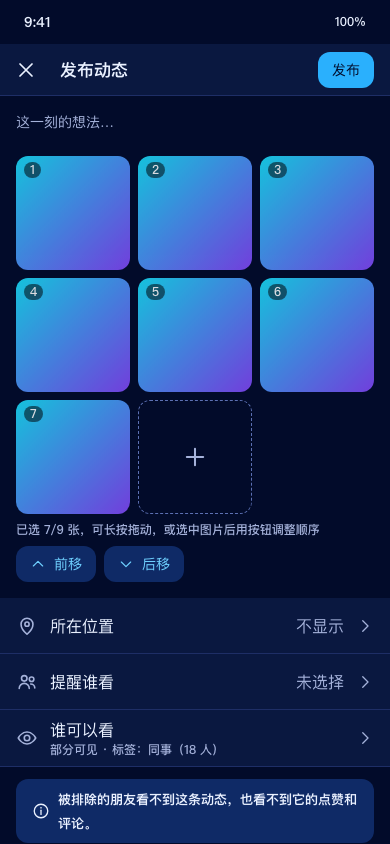 9:41 100%
发布动态 发布
这一刻的想法…
1 2 3
4 5 6
7
已选 7/9 张，可长按拖动，或选中图片后用按钮调整顺序
前移 后移
所在位置 不显示
提醒谁看 未选择
谁可以看
部分可见 · 标签：同事（18 人）
被排除的朋友看不到这条动态，也看不到它的点赞和
评论。